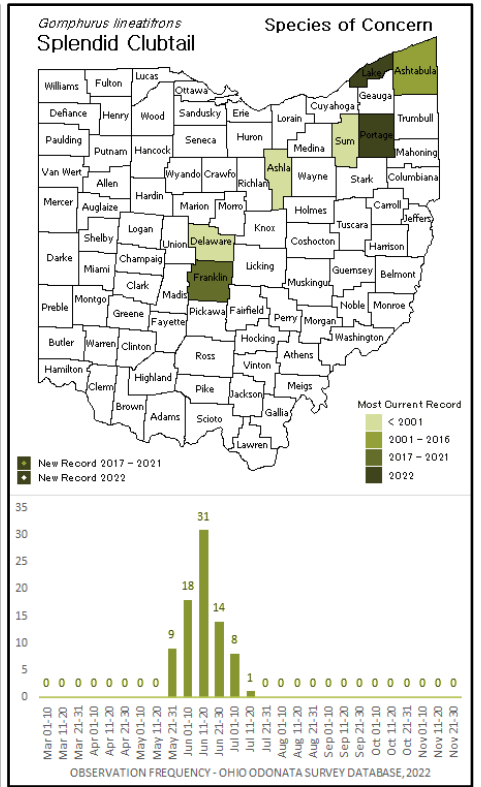 Gomphurus lineatifrons
Splendid Clubtail
Species of Concern
Williams
Fulton
Lucas
Ottawa
Lake
Ashtabula
Geauga
Cuyahoga
Defiance
Henry
Wood
Sandusky
Erie
Lorain
Trumbull
Paulding
Putnam
Hancock
Seneca
Huron
Medina
Sum
Portage
Mahoning
Van Wert
Allen
Wyando
Crawfo
Richlan
Ashla
Wayne
Stark
Columbiana
Mercer
Auglaize
Hardin
Marion
Morro
Holmes
Carroll
Jeffers
Tuscara
Shelby
Logan
Union
Delaware
Knox
Coshocton
Harrison
Darke
Miami
Champaig
Clark
Madis
Franklin
Licking
Muskingu
Guernsey
Belmont
Preble
Montgo
Greene
Fayette
Pickawa
Fairfield
Perry
Morgan
Noble
Monroe
Washington
Butler
Warren
Clinton
Ross
Hocking
Vinton
Athens
Hamilton
Clerm
Highland
Pike
Jackson
Meigs
Brown
Adams
Scioto
Gallia
Lawren
Most Current Record
< 2001
2001 - 2016
2017 - 2021
2022
New Record 2017 - 2021
New Record 2022
35
30
25
20
15
10
5
0
0 0 0 0 0 0 0 0 9 18 31 14 8 1 0 0 0 0 0 0 0 0 0 0 0 0 0
Mar 01-10
Mar 11-20
Mar 21-31
Apr 01-10
Apr 11-20
Apr 21-30
May 01-10
May 11-20
May 21-31
Jun 01-10
Jun 11-20
Jun 21-30
Jul 01-10
Jul 11-20
Jul 21-31
Aug 01-10
Aug 11-20
Aug 21-31
Sep 01-10
Sep 11-20
Sep 21-30
Oct 01-10
Oct 11-20
Oct 21-31
Nov 01-10
Nov 11-20
Nov 21-30
OBSERVATION FREQUENCY - OHIO ODONATA SURVEY DATABASE, 2022